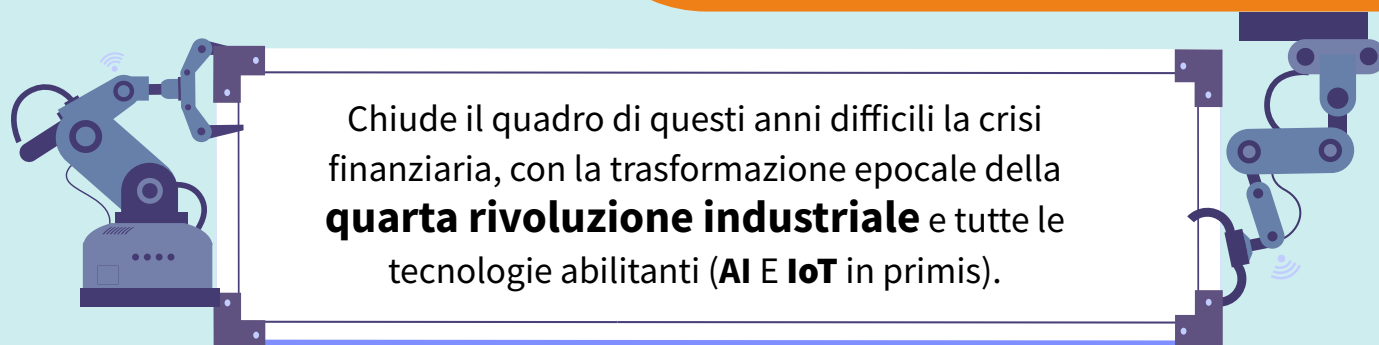 Chiude il quadro di questi anni difficili la crisi
finanziaria, con la trasformazione epocale della
quarta rivoluzione industriale e tutte le
tecnologie abilitanti (AI E IoT in primis).